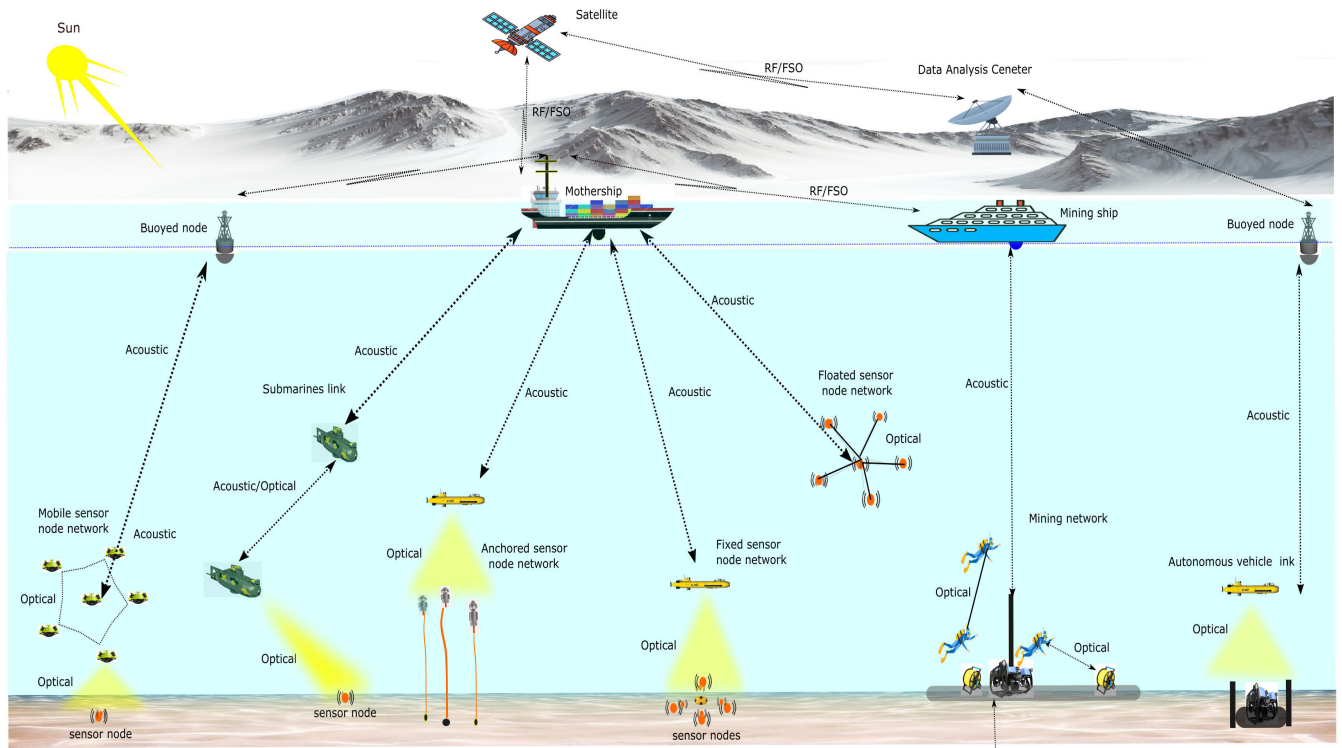 Sun
Satellite
RF/FSO
Data Analysis Ceneter
RF/FSO
Mothership
RF/FSO
Buoyed node
Mining ship
Buoyed node
Acoustic
Acoustic
Acoustic
Acoustic
Acoustic
Acoustic
Acoustic
Submarines link
Floated sensor
node network
Optical
Acoustic/Optical
Mobile sensor
node network
Acoustic
Optical
Optical
Anchored sensor
node network
Fixed sensor
node network
Mining network
Autonomous vehicle  ink
Optical
Optical
Optical
Optical
Optical
Optical
sensor node
sensor node
sensor nodes